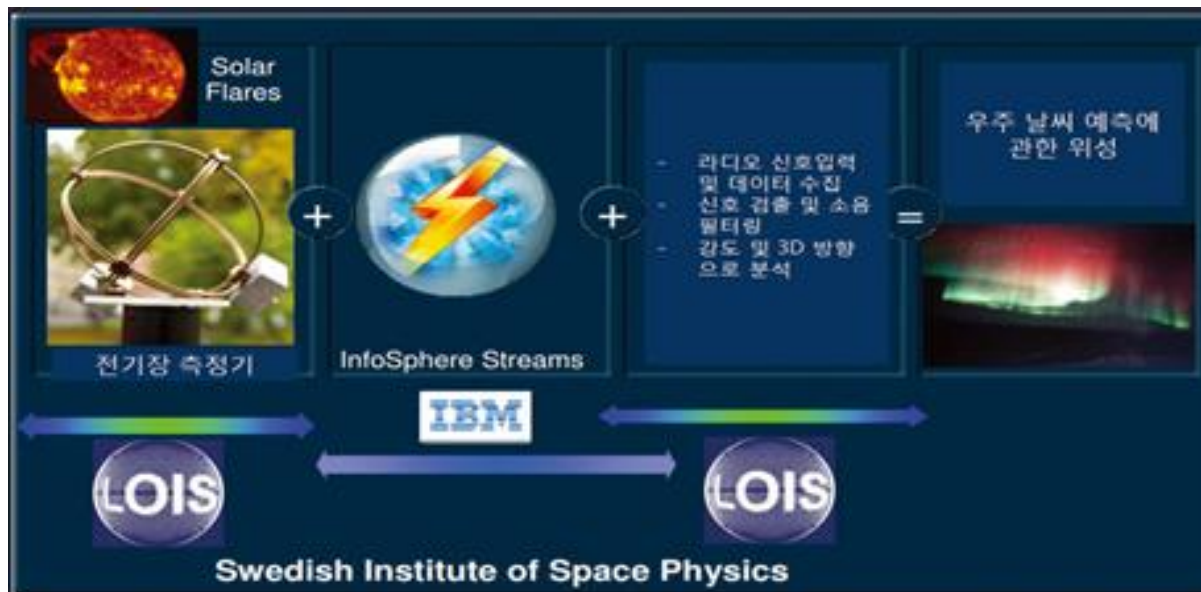 Solar
Flares
전기장 측정기
InfoSphere Streams
- 라디오 신호입력
및 데이터 수집
- 신호 검출 및 소음
필터링
- 강도 및 3D 방향
으로 분석
=
우주 날씨 예측에
관한 위성
+
+
IBM
LOIS
LOIS
Swedish Institute of Space Physics